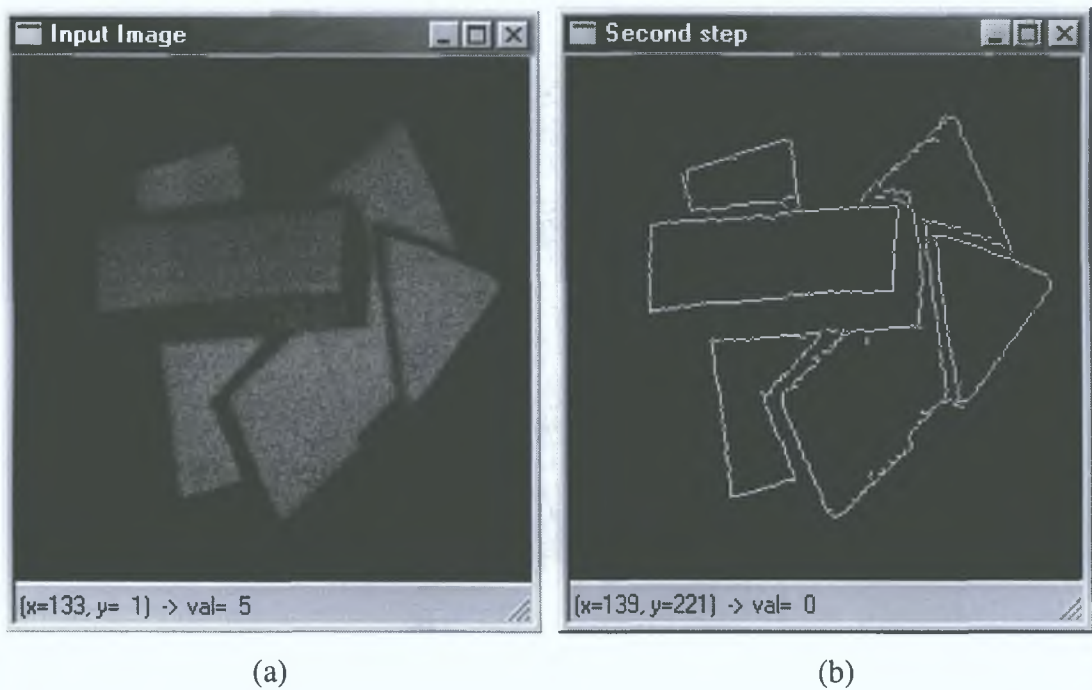 Input Image
Second step
(x=133, y= 1) -> val= 5
(x=139, y=221) -> val= 0
(a)
(b)